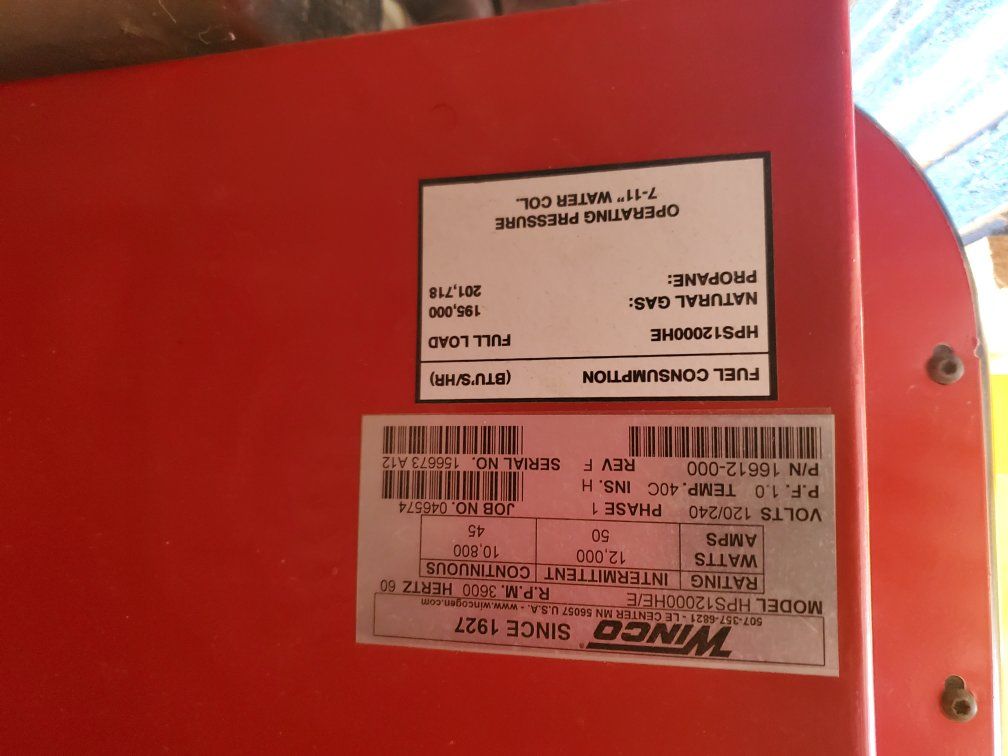 WINCO® SINCE 1927
507-357-6821 - LE CENTER MN 56057 U.S.A. - www.wincogen.com
MODEL HPS12000HE/E R.P.M. 3600 HERTZ 60
RATING INTERMITTENT CONTINUOUS
WATTS 12,000 10,800
AMPS 50 45
VOLTS 120/240 PHASE 1 JOB NO. 046574
P.F. 1.0 TEMP. 40C INS. H
P/N 16612-000 REV F SERIAL NO. 156673 A12
FUEL CONSUMPTION (BTU'S/HR)
HPS12000HE FULL LOAD
NATURAL GAS: 195,000
PROPANE: 201,718
OPERATING PRESSURE
7-11" WATER COL.